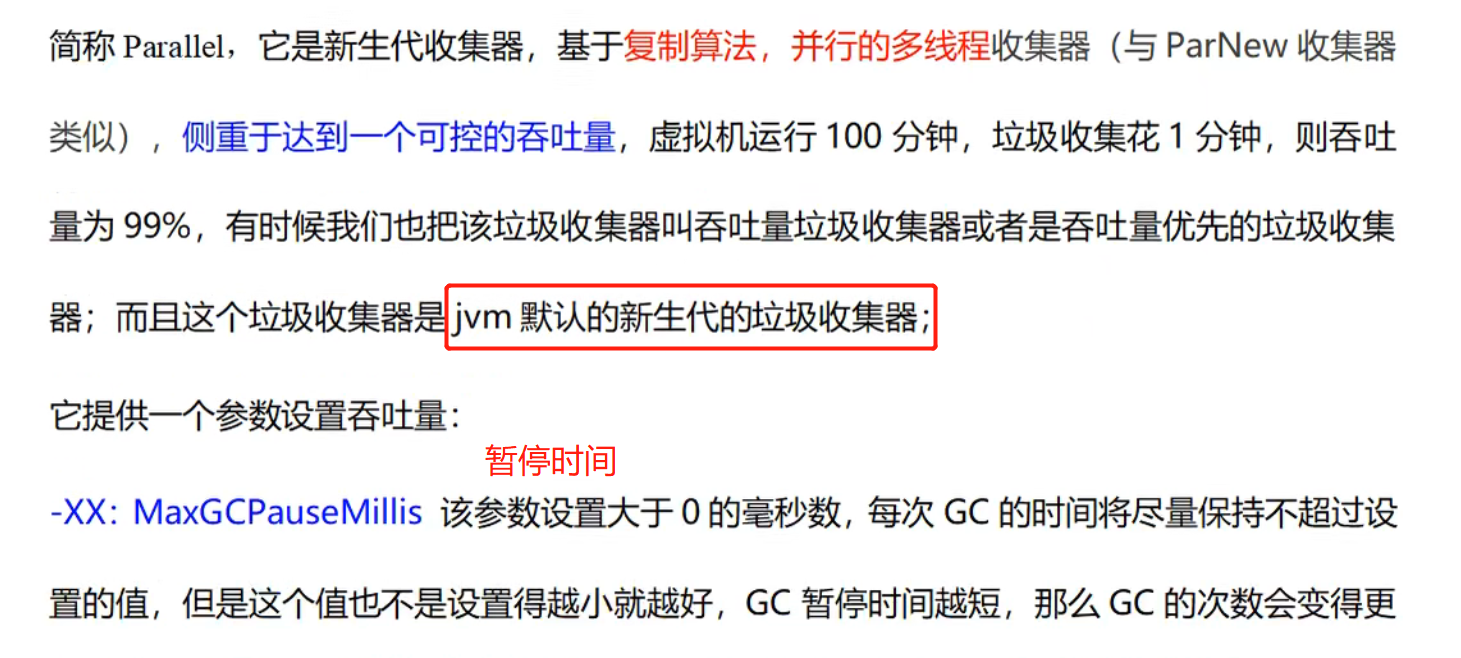 简称 Parallel，它是新生代收集器，基于复制算法，并行的多线程收集器（与 ParNew 收集器
类似），侧重于达到一个可控的吞吐量，虚拟机运行 100 分钟，垃圾收集花 1 分钟，则吞吐
量为 99%，有时候我们也把该垃圾收集器叫吞吐量垃圾收集器或者是吞吐量优先的垃圾收集
器；而且这个垃圾收集器是 jvm 默认的新生代的垃圾收集器；
它提供一个参数设置吞吐量：
暂停时间
-XX：MaxGCPauseMillis 该参数设置大于 0 的毫秒数，每次 GC 的时间将尽量保持不超过设
置的值，但是这个值也不是设置得越小就越好，GC 暂停时间越短，那么 GC 的次数会变得更